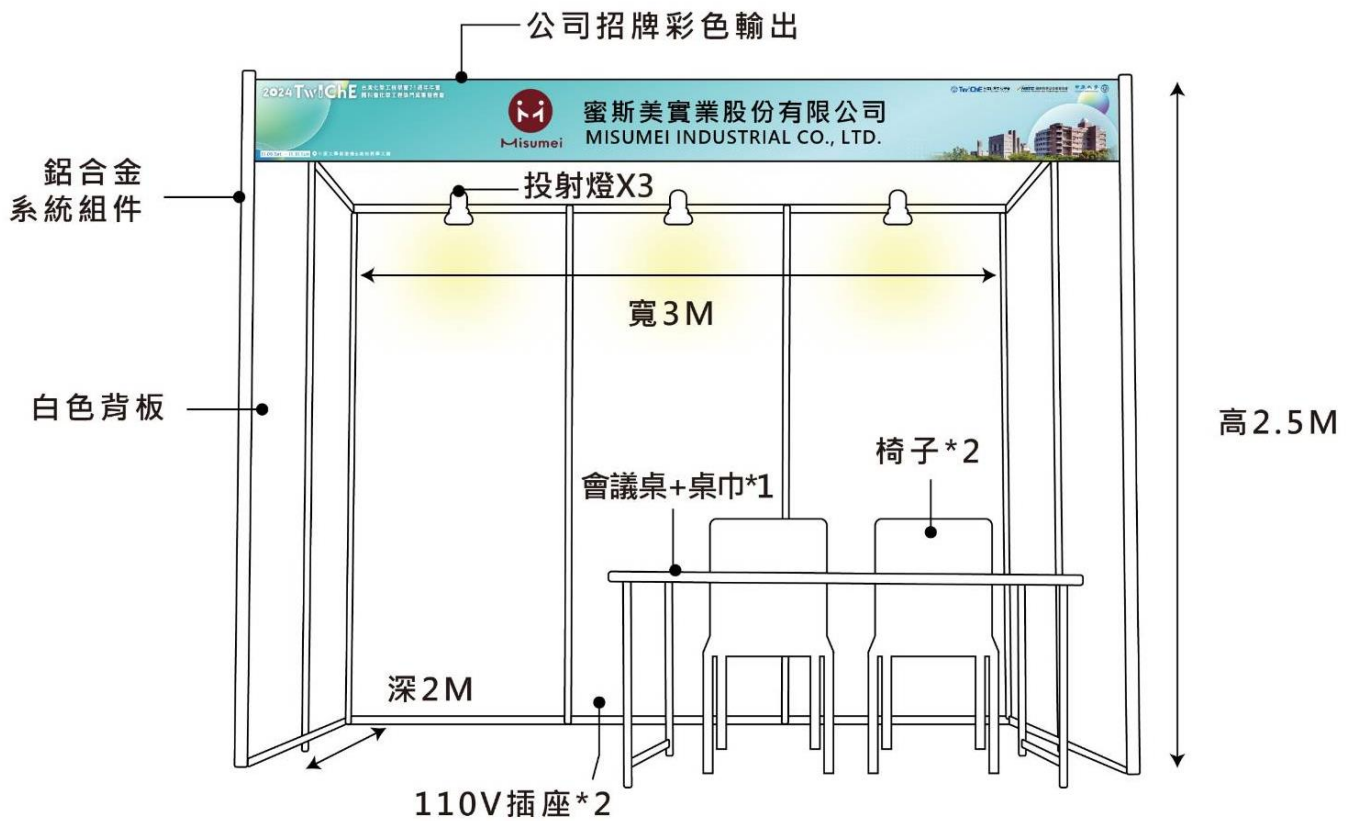 公司招牌彩色輸出
2024 TwIChE
Misumei
蜜斯美實業股份有限公司
MISUMEI INDUSTRIAL CO., LTD.
TwIChE
鋁合金
系統組件
投射燈X3
寬3M
白色背板
高2.5M
椅子*2
會議桌+桌巾*1
深2M
110V插座*2